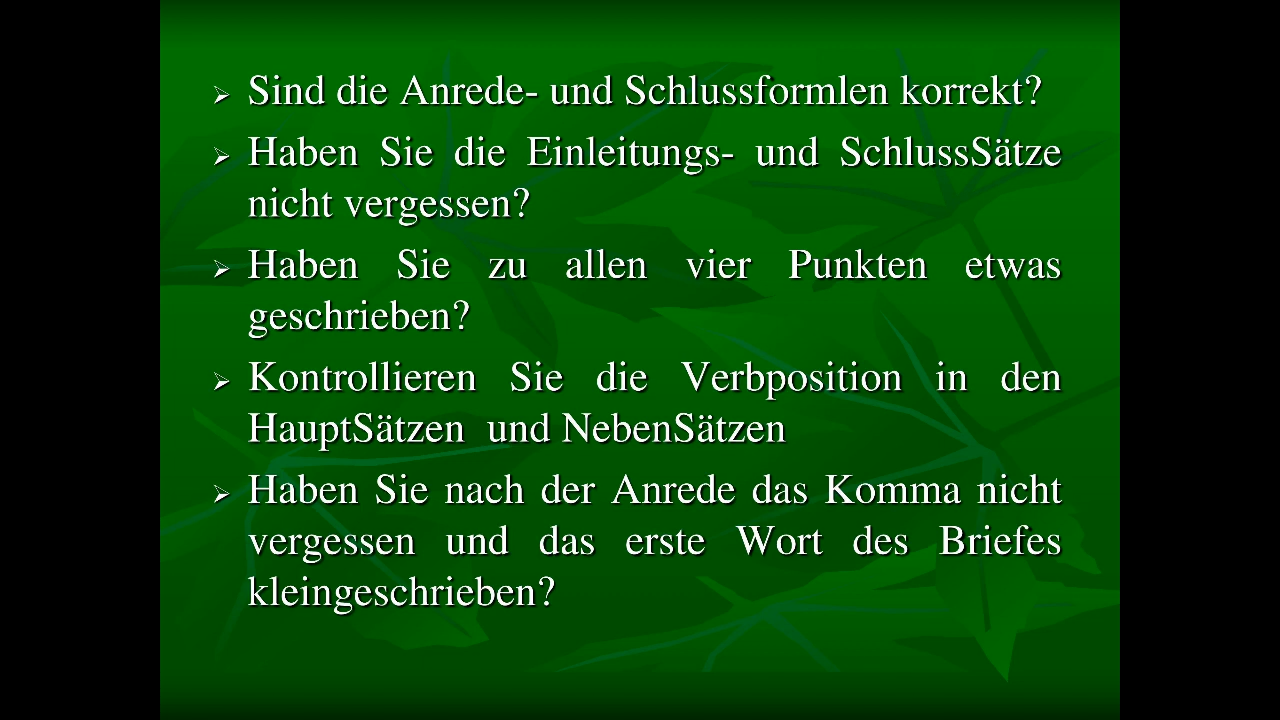 Sind die Anrede- und Schlussformlen korrekt?
Haben Sie die Einleitungs- und SchlussSätze
nicht vergessen?
Haben Sie zu allen vier Punkten etwas
geschrieben?
Kontrollieren Sie die Verbposition in den
HauptSätzen und NebenSätzen
Haben Sie nach der Anrede das Komma nicht
vergessen und das erste Wort des Briefes
kleingeschrieben?